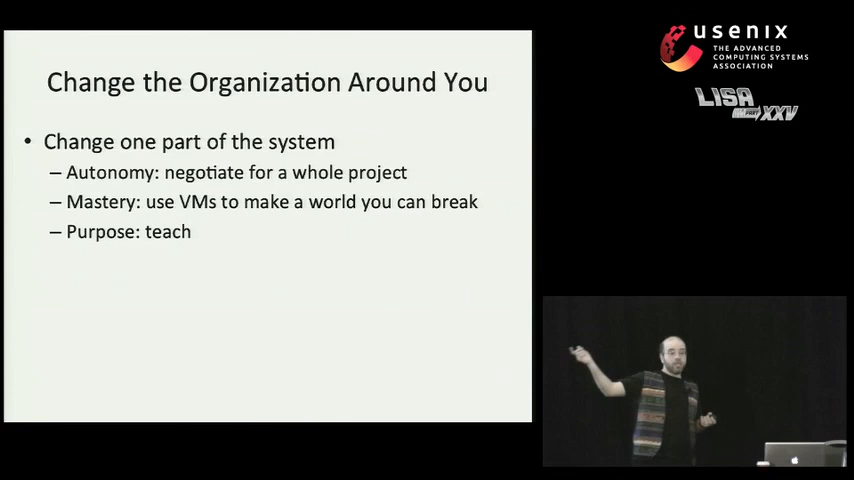 Change the Organization Around You
• Change one part of the system
– Autonomy: negotiate for a whole project
– Mastery: use VMs to make a world you can break
– Purpose: teach
usenix
THE ADVANCED
COMPUTING SYSTEMS
ASSOCIATION
LISA
PART XXV